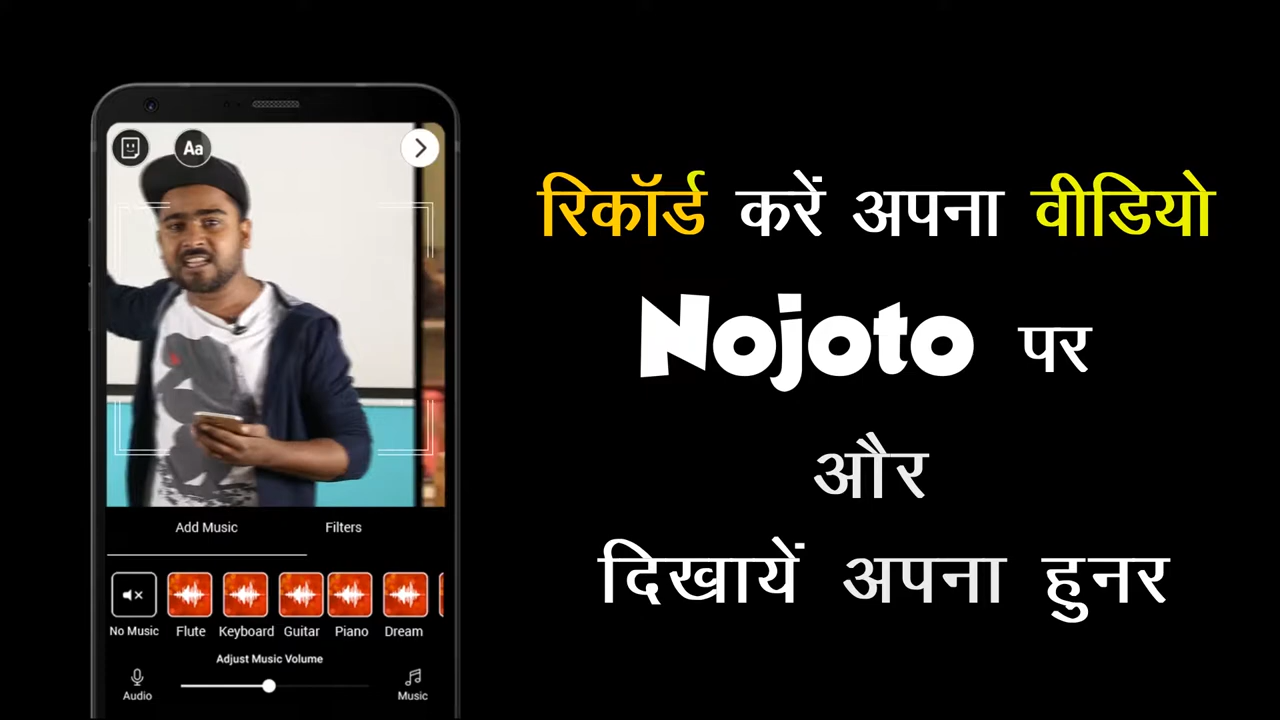 Aa
रिकॉर्ड करें अपना वीडियो
Nojoto पर
और
दिखायें अपना हुनर
Add Music Filters
No Music Flute Keyboard Guitar Piano Dream
Adjust Music Volume
Audio Music